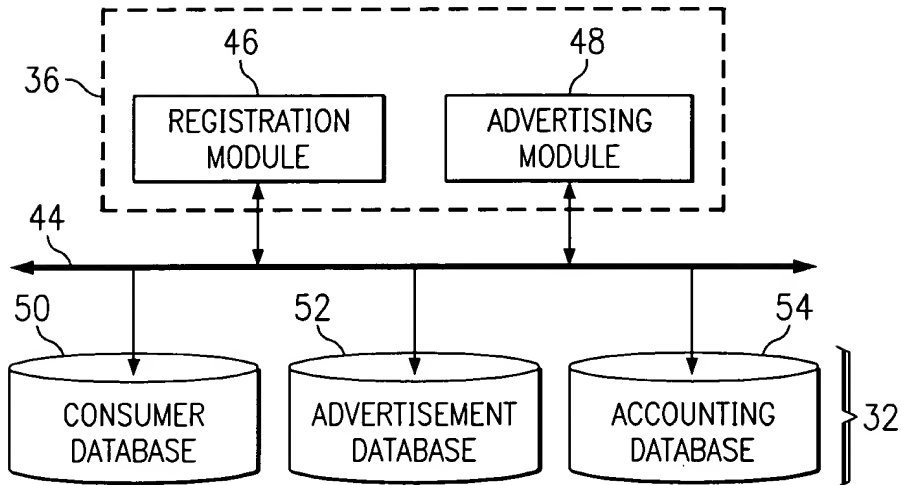 46
48
36
REGISTRATION
MODULE
ADVERTISING
MODULE
44
50
52
54
CONSUMER
DATABASE
ADVERTISEMENT
DATABASE
ACCOUNTING
DATABASE
32